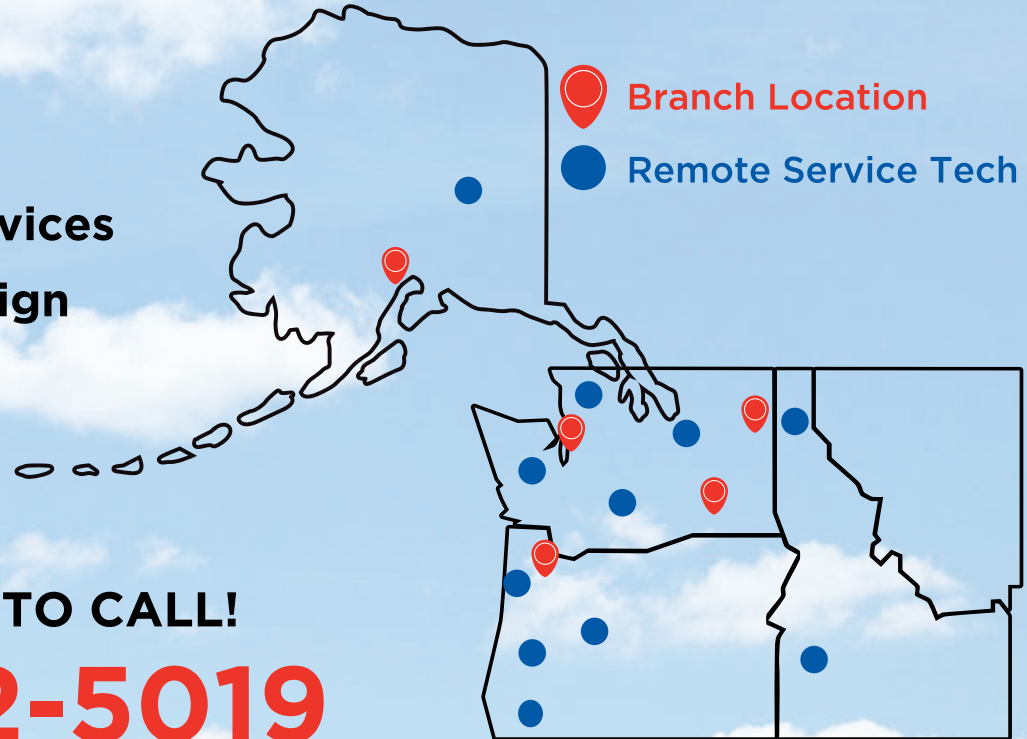 Branch Location
Remote Service Tech
vices
ign
TO CALL!
2-5019